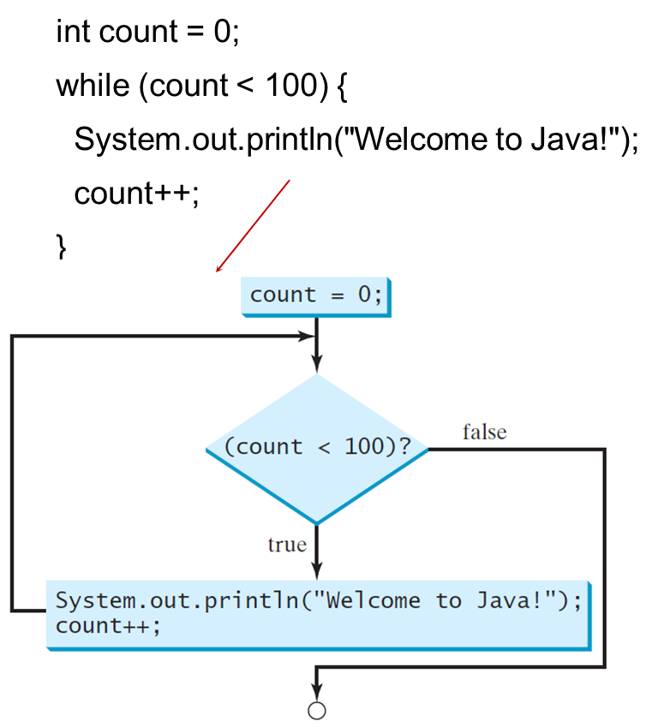 int count = 0;
while (count < 100) {
System.out.println("Welcome to Java!");
count++;
}
count = 0;
(count < 100)?
false
true
System.out.println("Welcome to Java!");
count++;